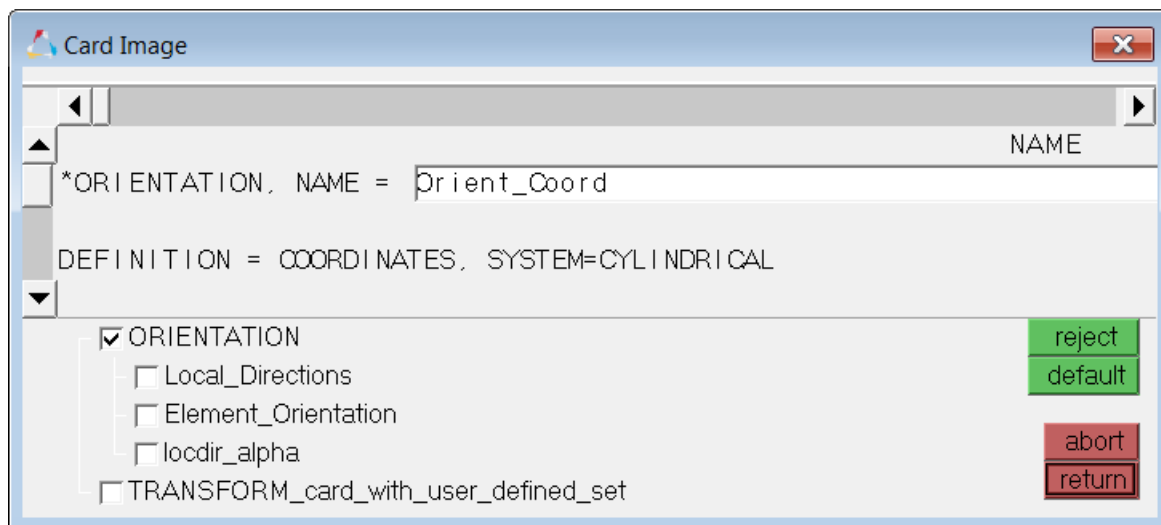 Card Image
NAME
*ORIENTATION, NAME = Orient_Coord
DEFINITION = COORDINATES, SYSTEM=CYLINDRICAL
ORIENTATION
reject
Local_Directions
default
Element_Orientation
locdir_alpha
abort
TRANSFORM_card_with_user_defined_set
return